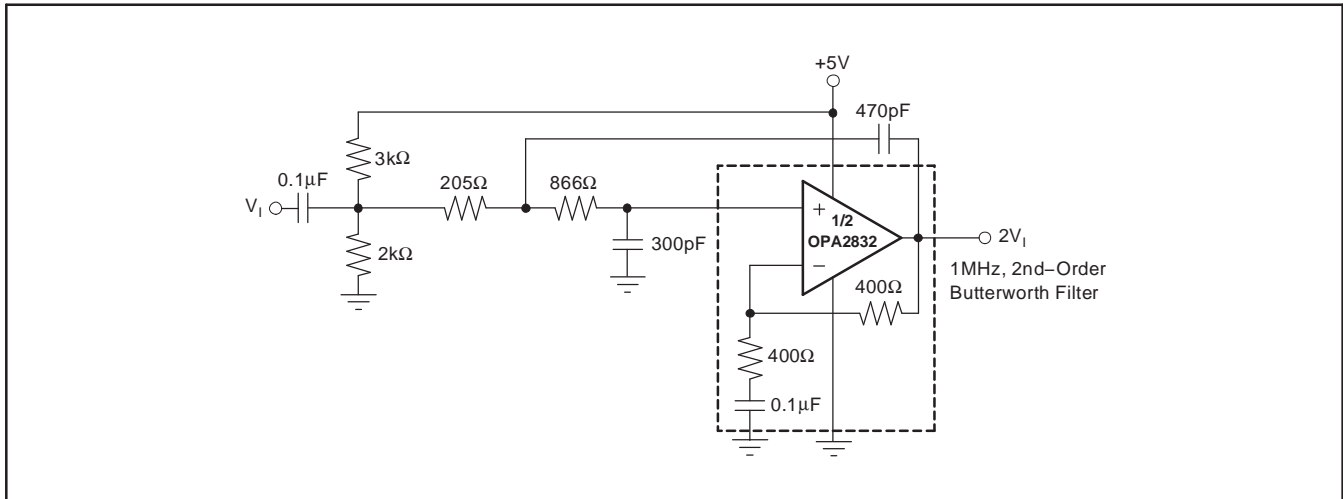 +5V
470pF
3kΩ
0.1μF
205Ω
866Ω
V_I
+
1/2
OPA2832
−
2V_I
300pF
2kΩ
1MHz, 2nd−Order
Butterworth Filter
400Ω
400Ω
0.1μF